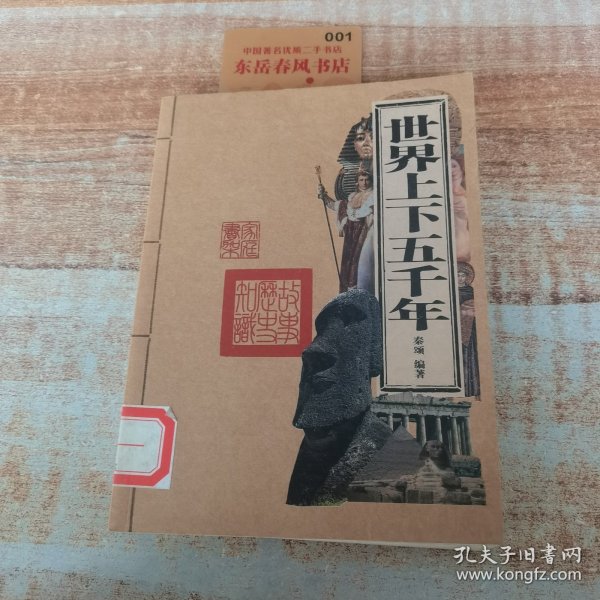 001
中国著名优质二手书店
东岳春风书店
世界上下五千年
秦颂 编著
家庭
书架
故事
历史
知識
孔夫子旧书网
www.kongfz.com